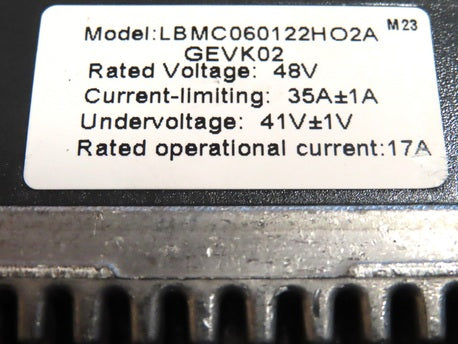 Model:LBMC060122HO2A M23
GEVK02
Rated Voltage: 48V
Current-limiting: 35A±1A
Undervoltage: 41V±1V
Rated operational current:17A